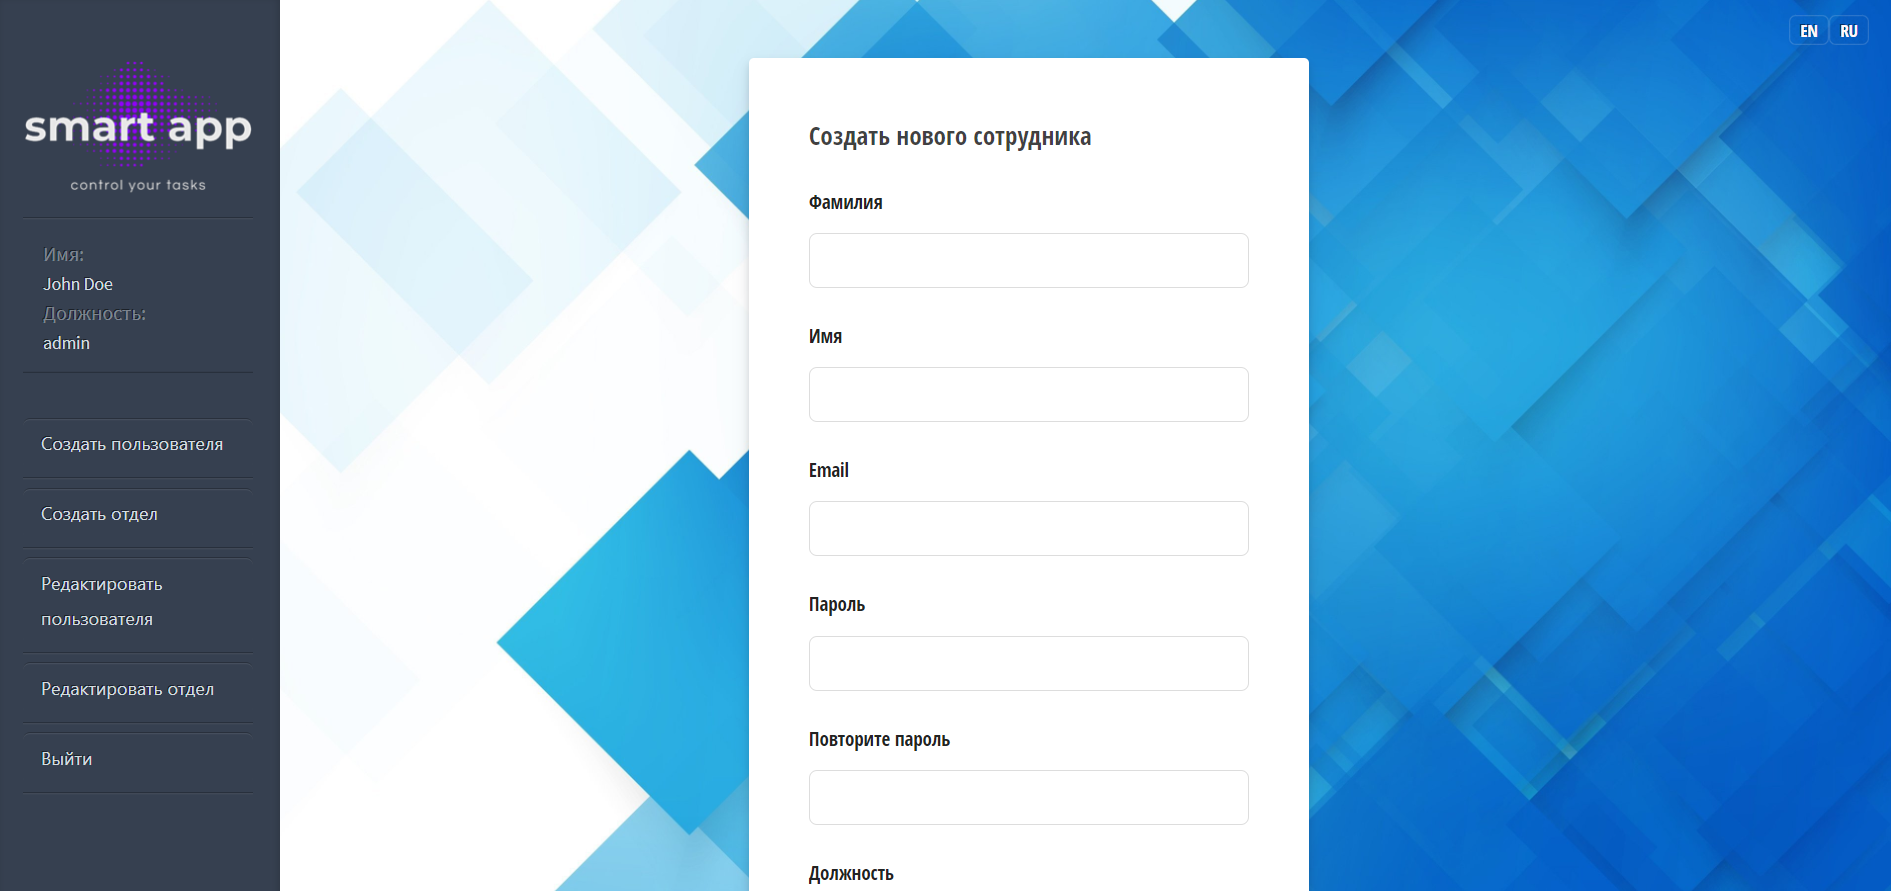 smart app
control your tasks
Имя:
John Doe
Должность:
admin
Создать пользователя
Создать отдел
Редактировать
пользователя
Редактировать отдел
Выйти
EN RU
Создать нового сотрудника
Фамилия
Имя
Email
Пароль
Повторите пароль
Должность